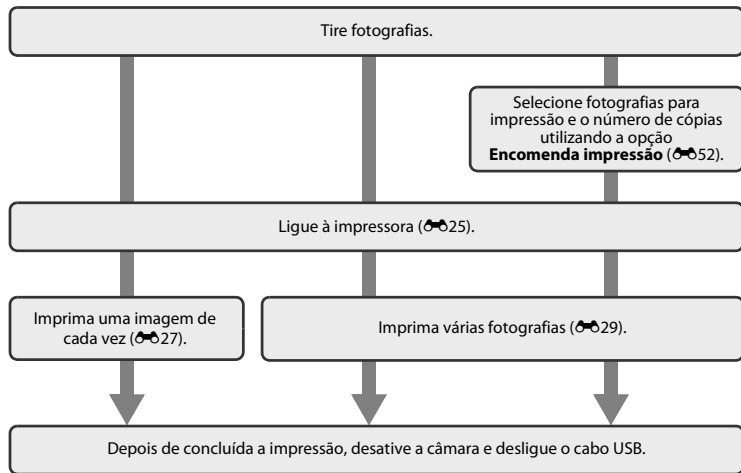 Tire fotografias.
Selecione fotografias para
impressão e o número de cópias
utilizando a opção
Encomenda impressão (52).
Ligue à impressora (25).
Imprima uma imagem de
cada vez (27).
Imprima várias fotografias (29).
Depois de concluída a impressão, desative a câmara e desligue o cabo USB.